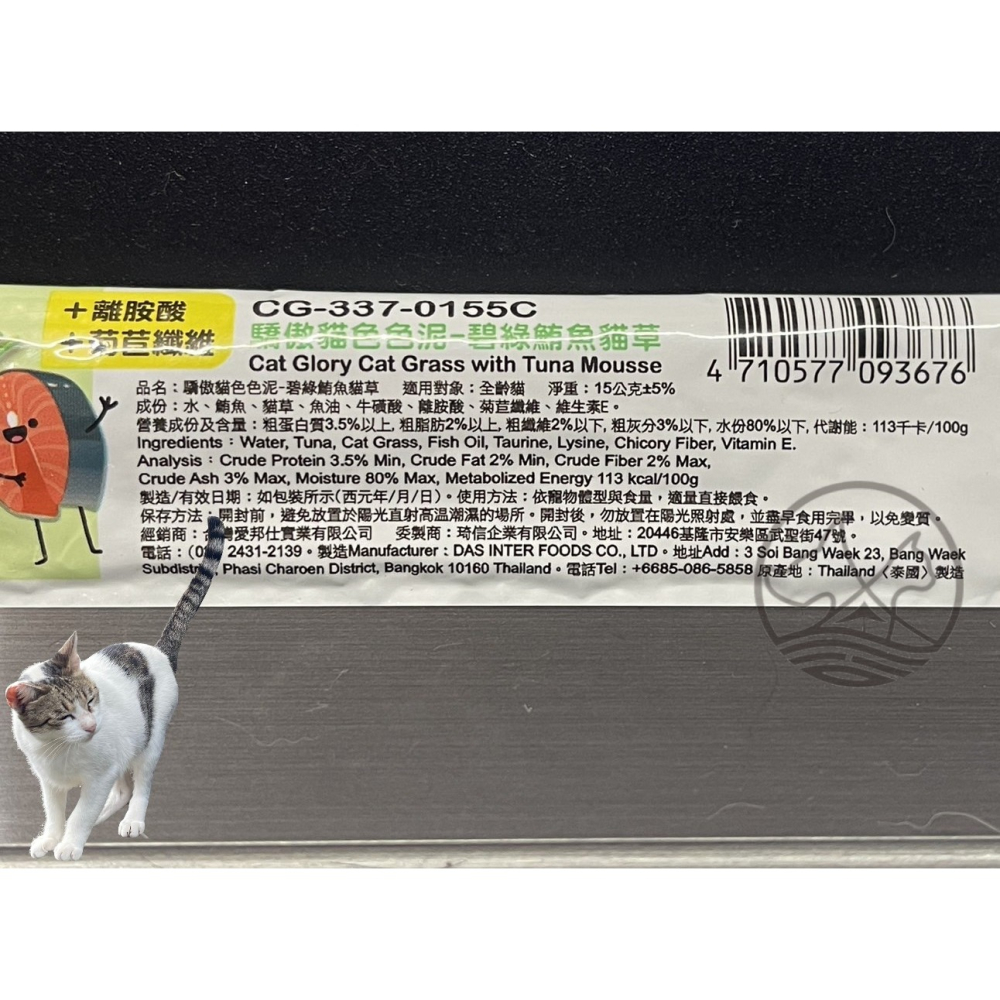 +離胺酸
+菊苣纖維
CG-337-0155C
驕傲貓色色泥-碧綠鮪魚貓草
Cat Glory Cat Grass with Tuna Mousse
4 710577 093676
品名：驕傲貓色色泥-碧綠鮪魚貓草 適用對象：全齡貓 淨重：15公克±5%
成份：水、鮪魚、貓草、魚油、牛磺酸、離胺酸、菊苣纖維、維生素E。
營養成份及含量：粗蛋白質3.5%以上, 粗脂肪2%以上, 粗纖維2%以下, 粗灰分3%以下, 水份80%以下, 代謝能：113千卡/100g
Ingredients：Water, Tuna, Cat Grass, Fish Oil, Taurine, Lysine, Chicory Fiber, Vitamin E.
Analysis：Crude Protein 3.5% Min, Crude Fat 2% Min, Crude Fiber 2% Max,
Crude Ash 3% Max, Moisture 80% Max, Metabolized Energy 113 kcal/100g
製造/有效日期：如包裝所示(西元年/月/日)。使用方法：依寵物體型與食量，適量直接餵食。
保存方法：開封前，避免放置於陽光直射高溫潮濕的場所。開封後，勿放置在陽光照射處，並盡早食用完畢，以免變質。
經銷商：台灣愛邦仕實業有限公司 委製商：琦信企業有限公司。地址：20446基隆市安樂區武聖街47號。
電話：(0 2431-2139。製造Manufacturer：DAS INTER FOODS CO., LTD。地址Add：3 Soi Bang Waek 23, Bang Waek
Subdistri, Phasi Charoen District, Bangkok 10160 Thailand。電話Tel：+6685-086-5858 原產地：Thailand〈泰國〉製造